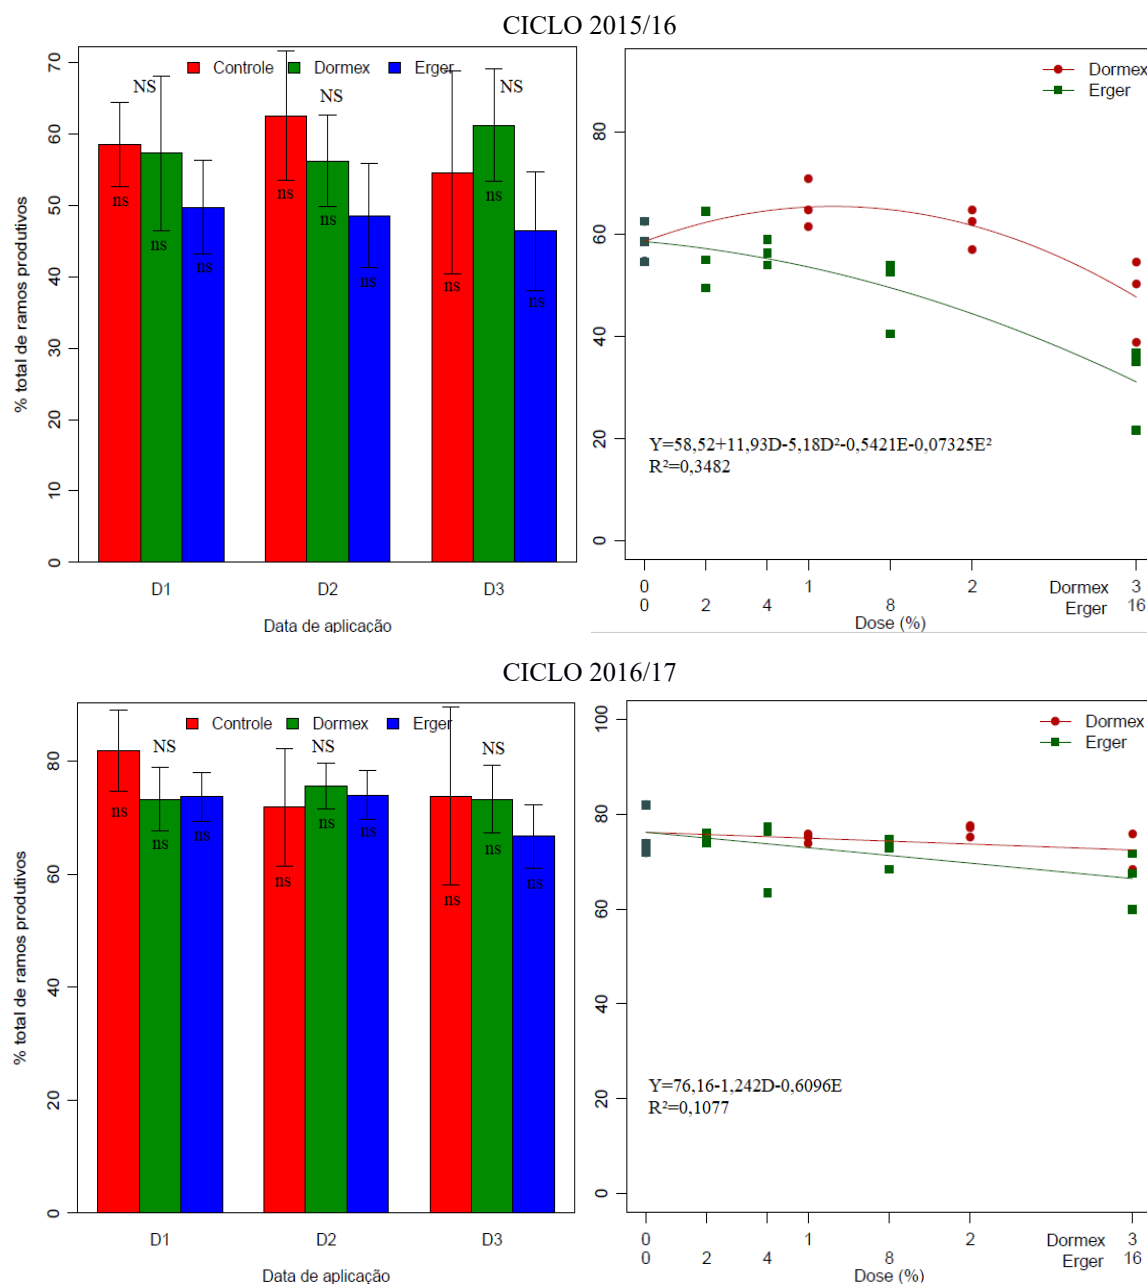 CICLO 2015/16
% total de ramos produtivos
70
60
50
40
30
20
10
0
Controle Dormex Erger
NS NS NS
ns ns ns ns ns ns ns ns ns
D1 D2 D3
Data de aplicação
80
60
40
20
0
Dormex
Erger
Y=58,52+11,93D-5,18D²-0,5421E-0,07325E²
R²=0,3482
0 1 2 Dormex 3
0 2 4 8 Erger 16
Dose (%)
CICLO 2016/17
% total de ramos produtivos
80
60
40
20
0
Controle Dormex Erger
NS NS NS
ns ns ns ns ns ns ns ns ns
D1 D2 D3
Data de aplicação
100
80
60
40
20
0
Dormex
Erger
Y=76,16-1,242D-0,6096E
R²=0,1077
0 1 2 Dormex 3
0 2 4 8 Erger 16
Dose (%)